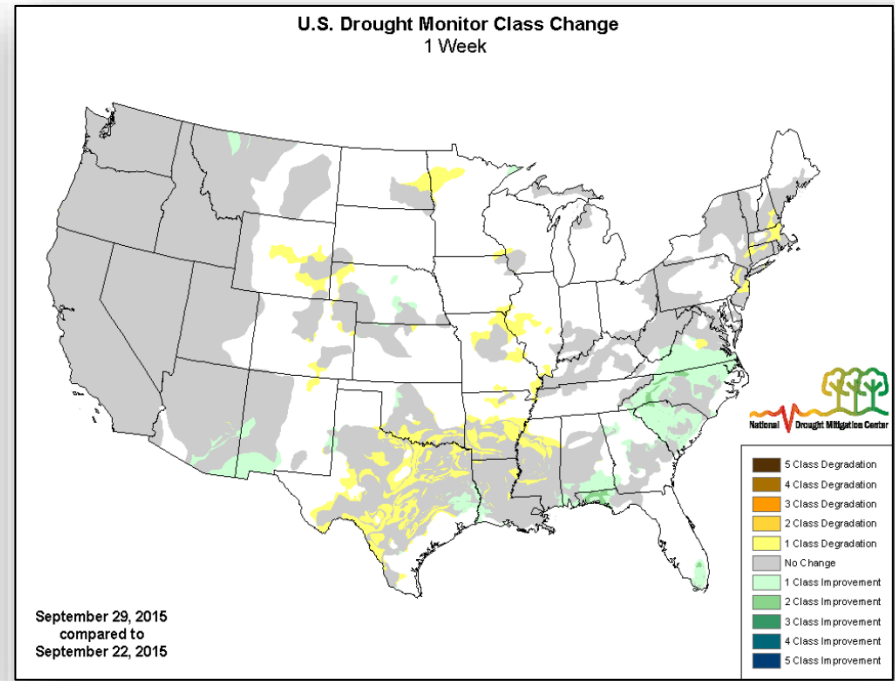 U.S. Drought Monitor Class Change
1 Week
National Drought Mitigation Center
5 Class Degradation
4 Class Degradation
3 Class Degradation
2 Class Degradation
1 Class Degradation
No Change
1 Class Improvement
2 Class Improvement
3 Class Improvement
4 Class Improvement
5 Class Improvement
September 29, 2015
compared to
September 22, 2015